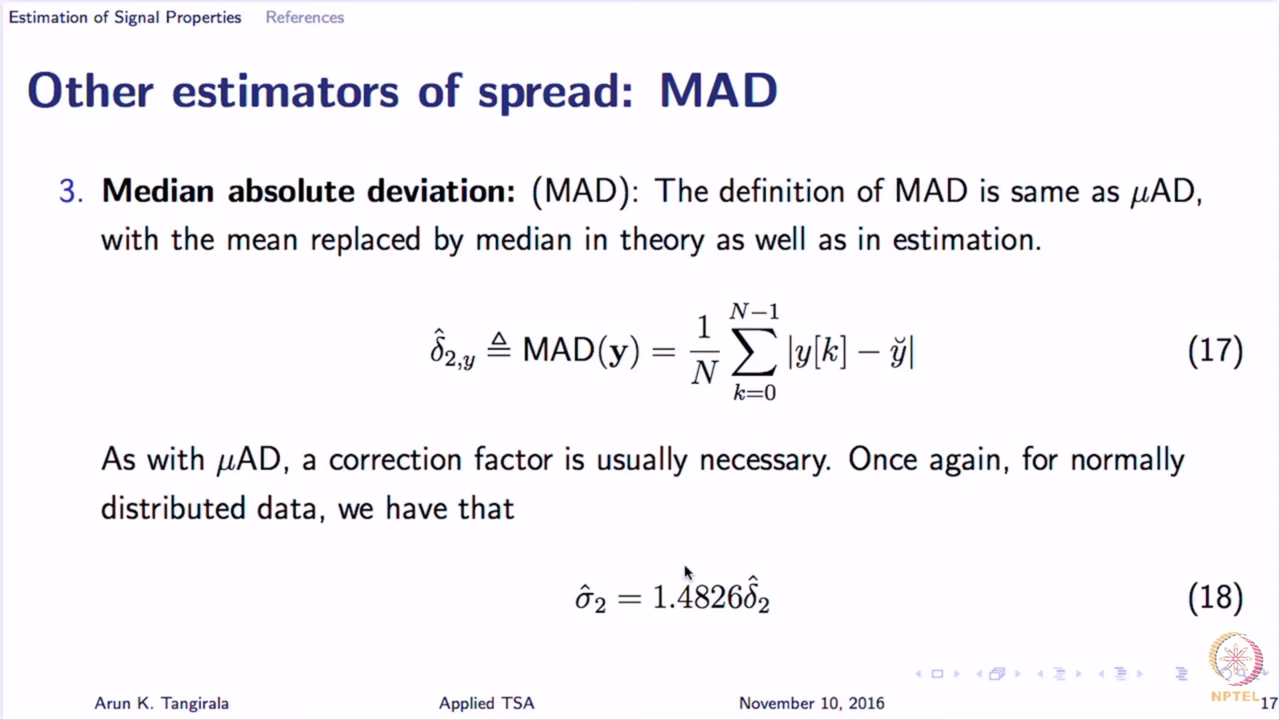 Estimation of Signal Properties References
Other estimators of spread: MAD
3. Median absolute deviation: (MAD): The definition of MAD is same as μAD,
with the mean replaced by median in theory as well as in estimation.
δ̂₂,y ≜ MAD(y) = 1/N ∑_{k=0}^{N−1} |y[k] − y̆| (17)
As with μAD, a correction factor is usually necessary. Once again, for normally
distributed data, we have that
σ̂₂ = 1.4826δ̂₂ (18)
NPTEL
Arun K. Tangirala Applied TSA November 10, 2016 17